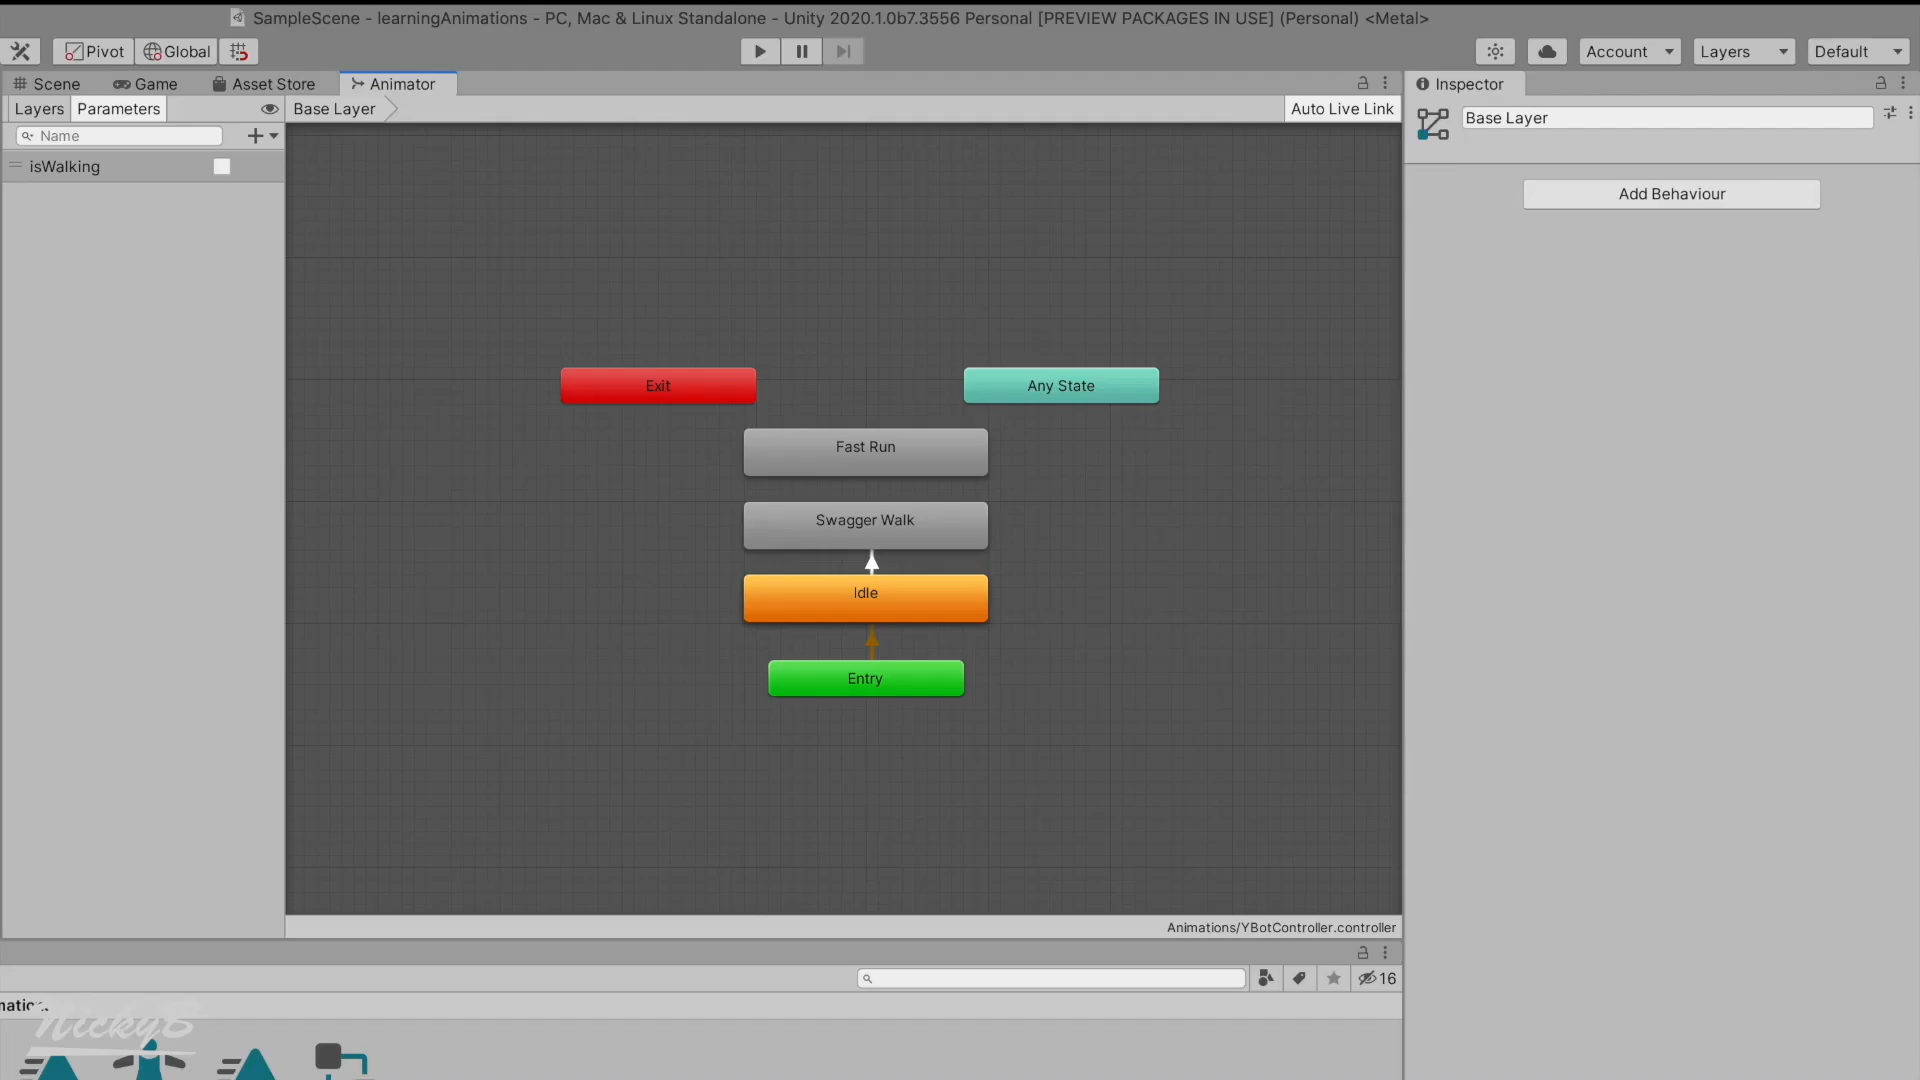 SampleScene - learningAnimations - PC, Mac & Linux Standalone - Unity 2020.1.0b7.3556 Personal [PREVIEW PACKAGES IN USE] (Personal) <Metal>
Pivot Global Account Layers Default
Scene Game Asset Store Animator Inspector
Layers Parameters Base Layer Auto Live Link Base Layer
Name
isWalking
Add Behaviour
Exit Any State
Fast Run
Swagger Walk
Idle
Entry
Animations/YBotController.controller
16
NickyB